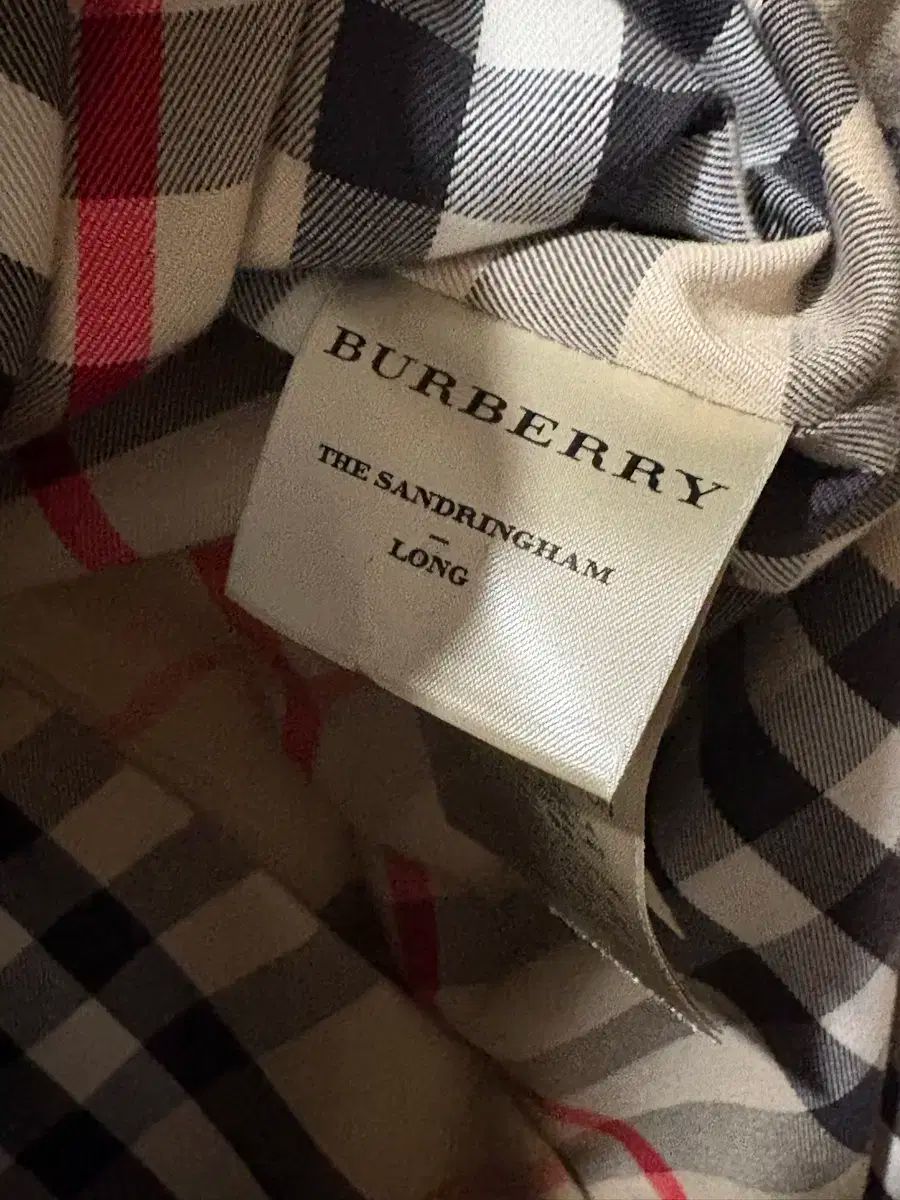 BURBERRY
THE SANDRINGHAM
–
LONG